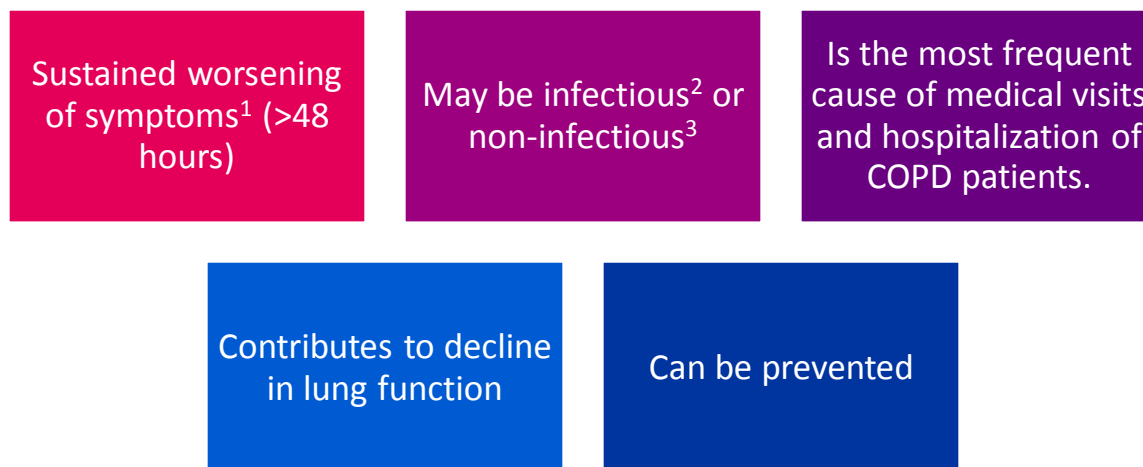 Sustained worsening
of symptoms¹ (>48
hours)
May be infectious² or
non-infectious³
Is the most frequent
cause of medical visits
and hospitalization of
COPD patients.
Contributes to decline
in lung function
Can be prevented